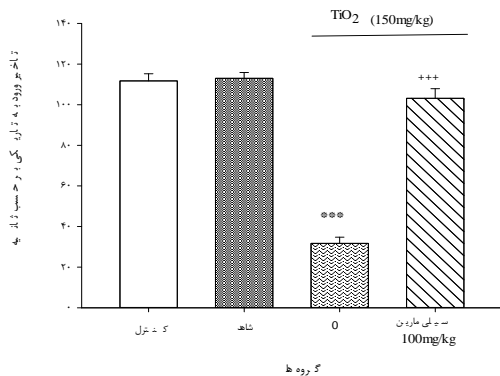 TiO2 (150mg/kg)
۱۴۰
۱۲۰
۱۰۰
۸۰
۶۰
۴۰
۲۰
۰
تاخیر ورود به تاریکی بر حسب ثانیه
***
+++
کنترل
شاهد
0
سیلی مارین
100mg/kg
گروه ها